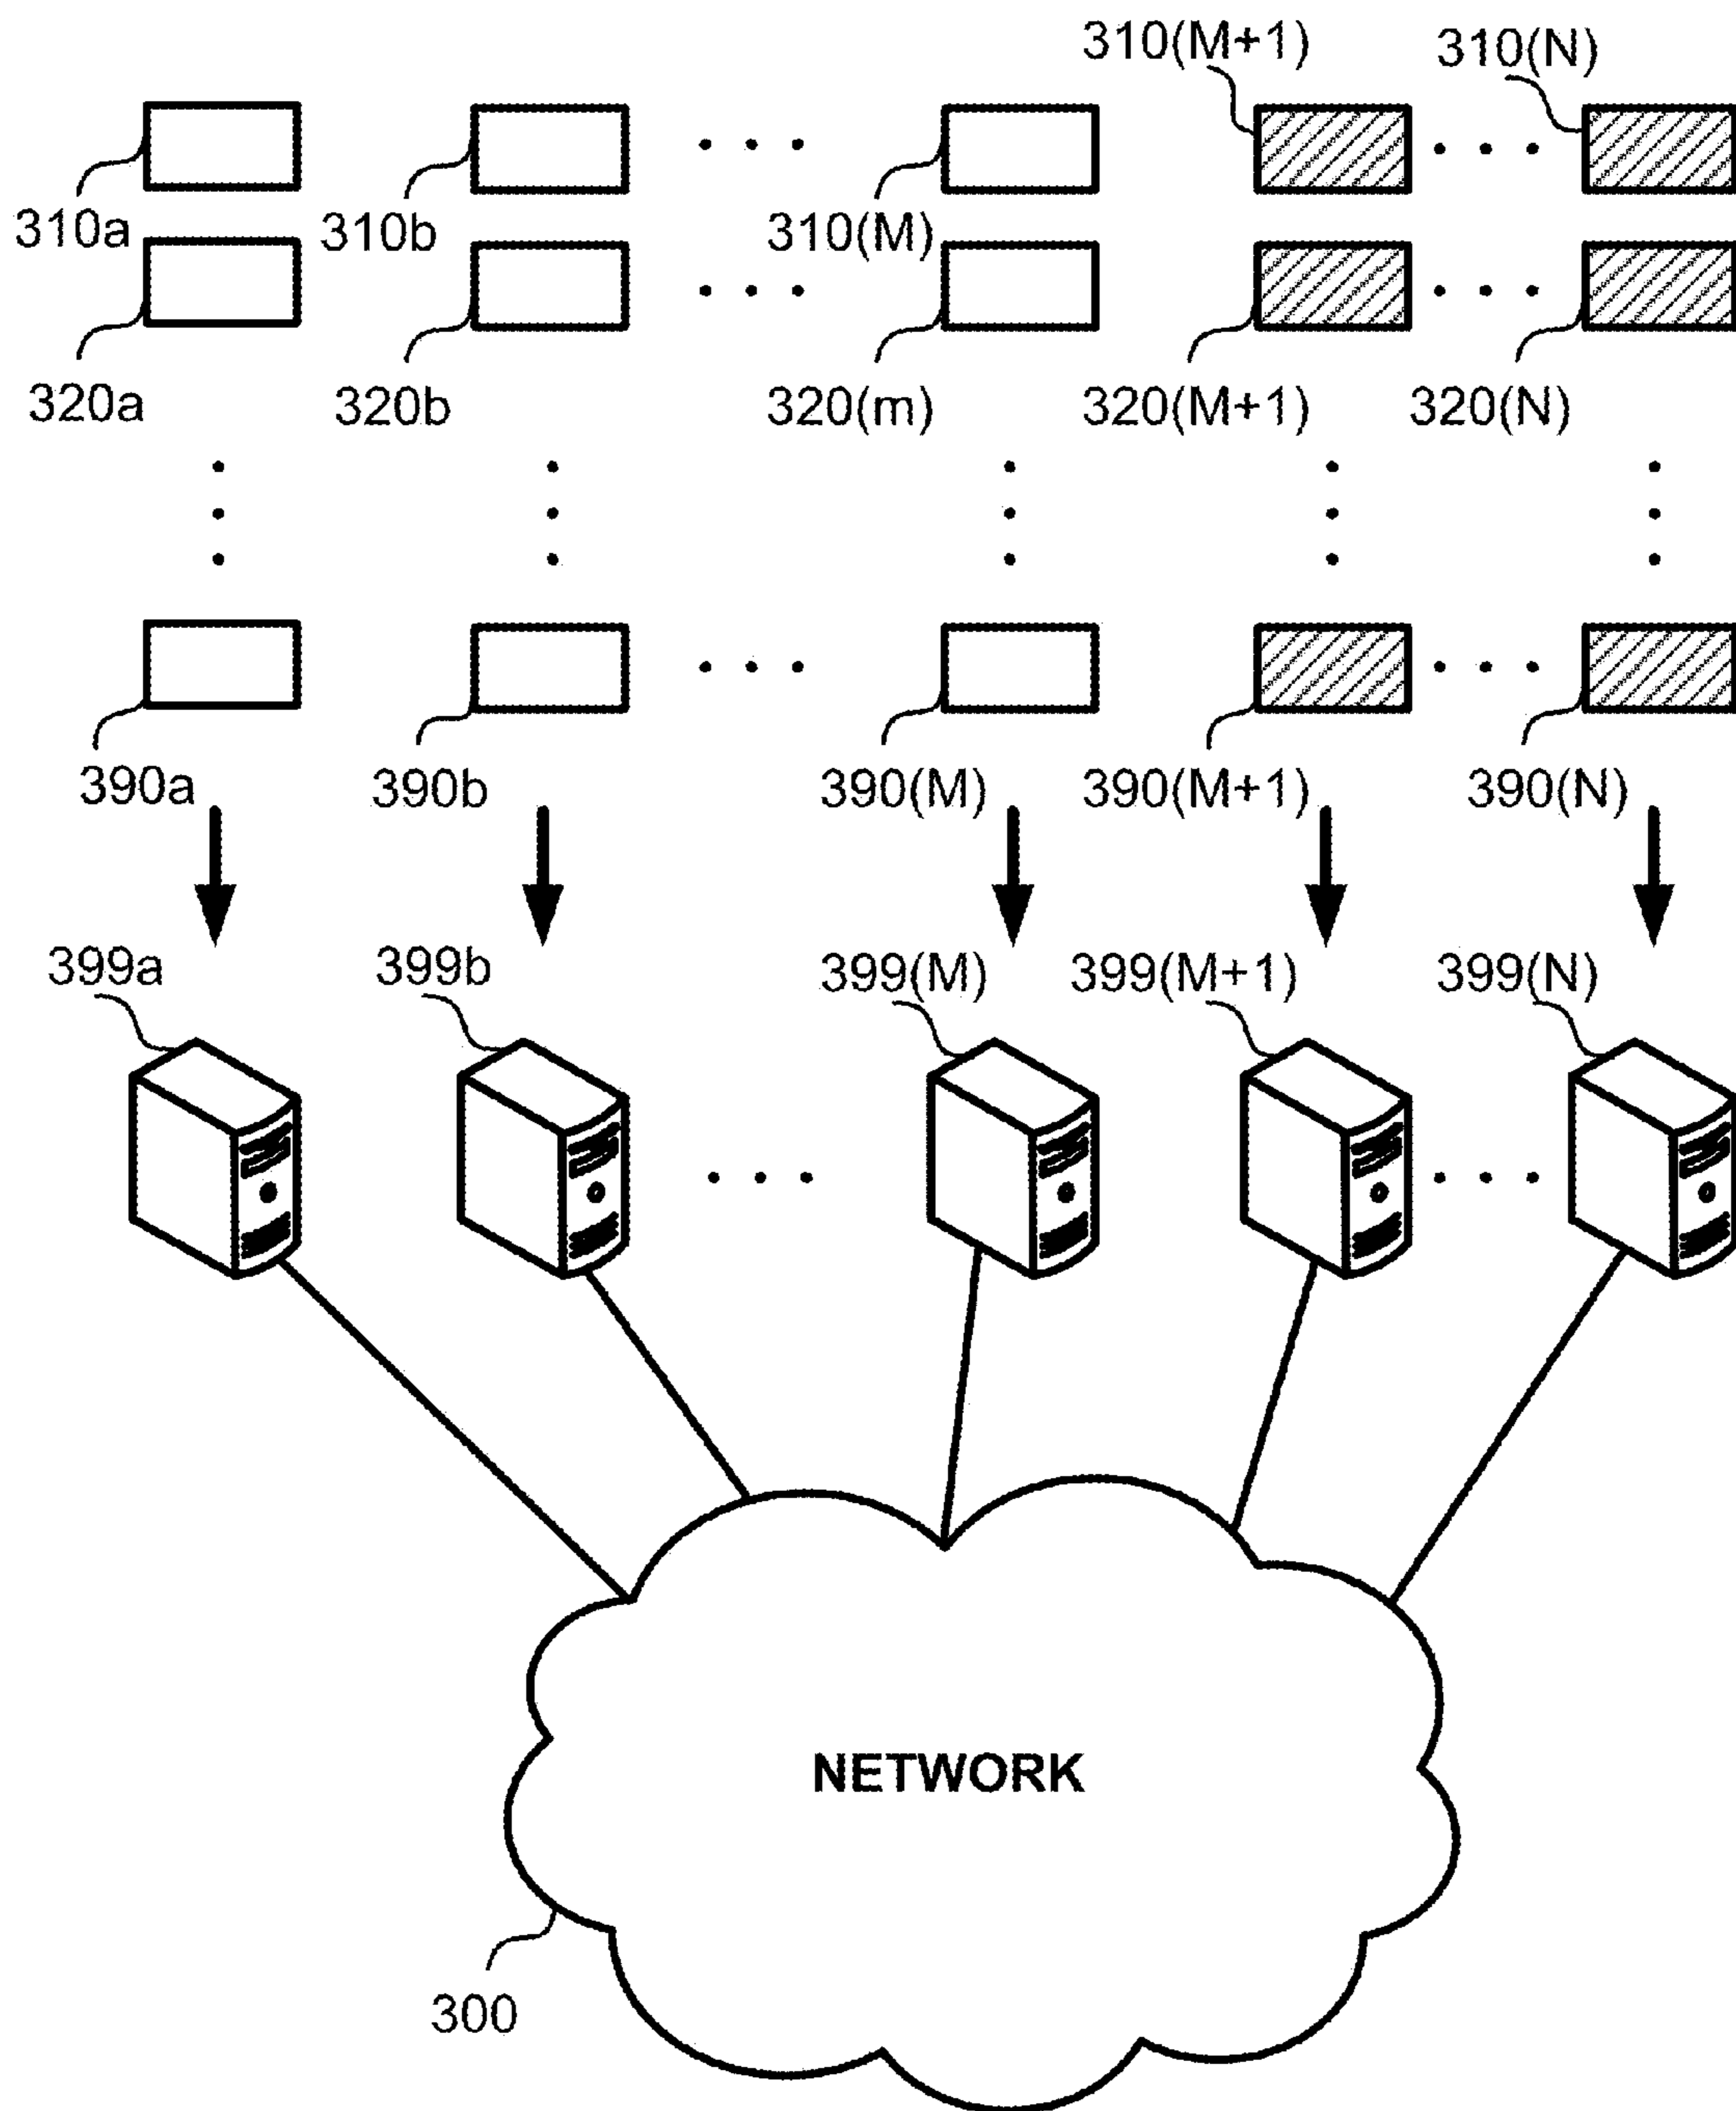 310(M+1) 310(N)
310a 310b 310(M)
320a 320b 320(m) 320(M+1) 320(N)
390a 390b 390(M) 390(M+1) 390(N)
399a 399b 399(M) 399(M+1) 399(N)
NETWORK
300